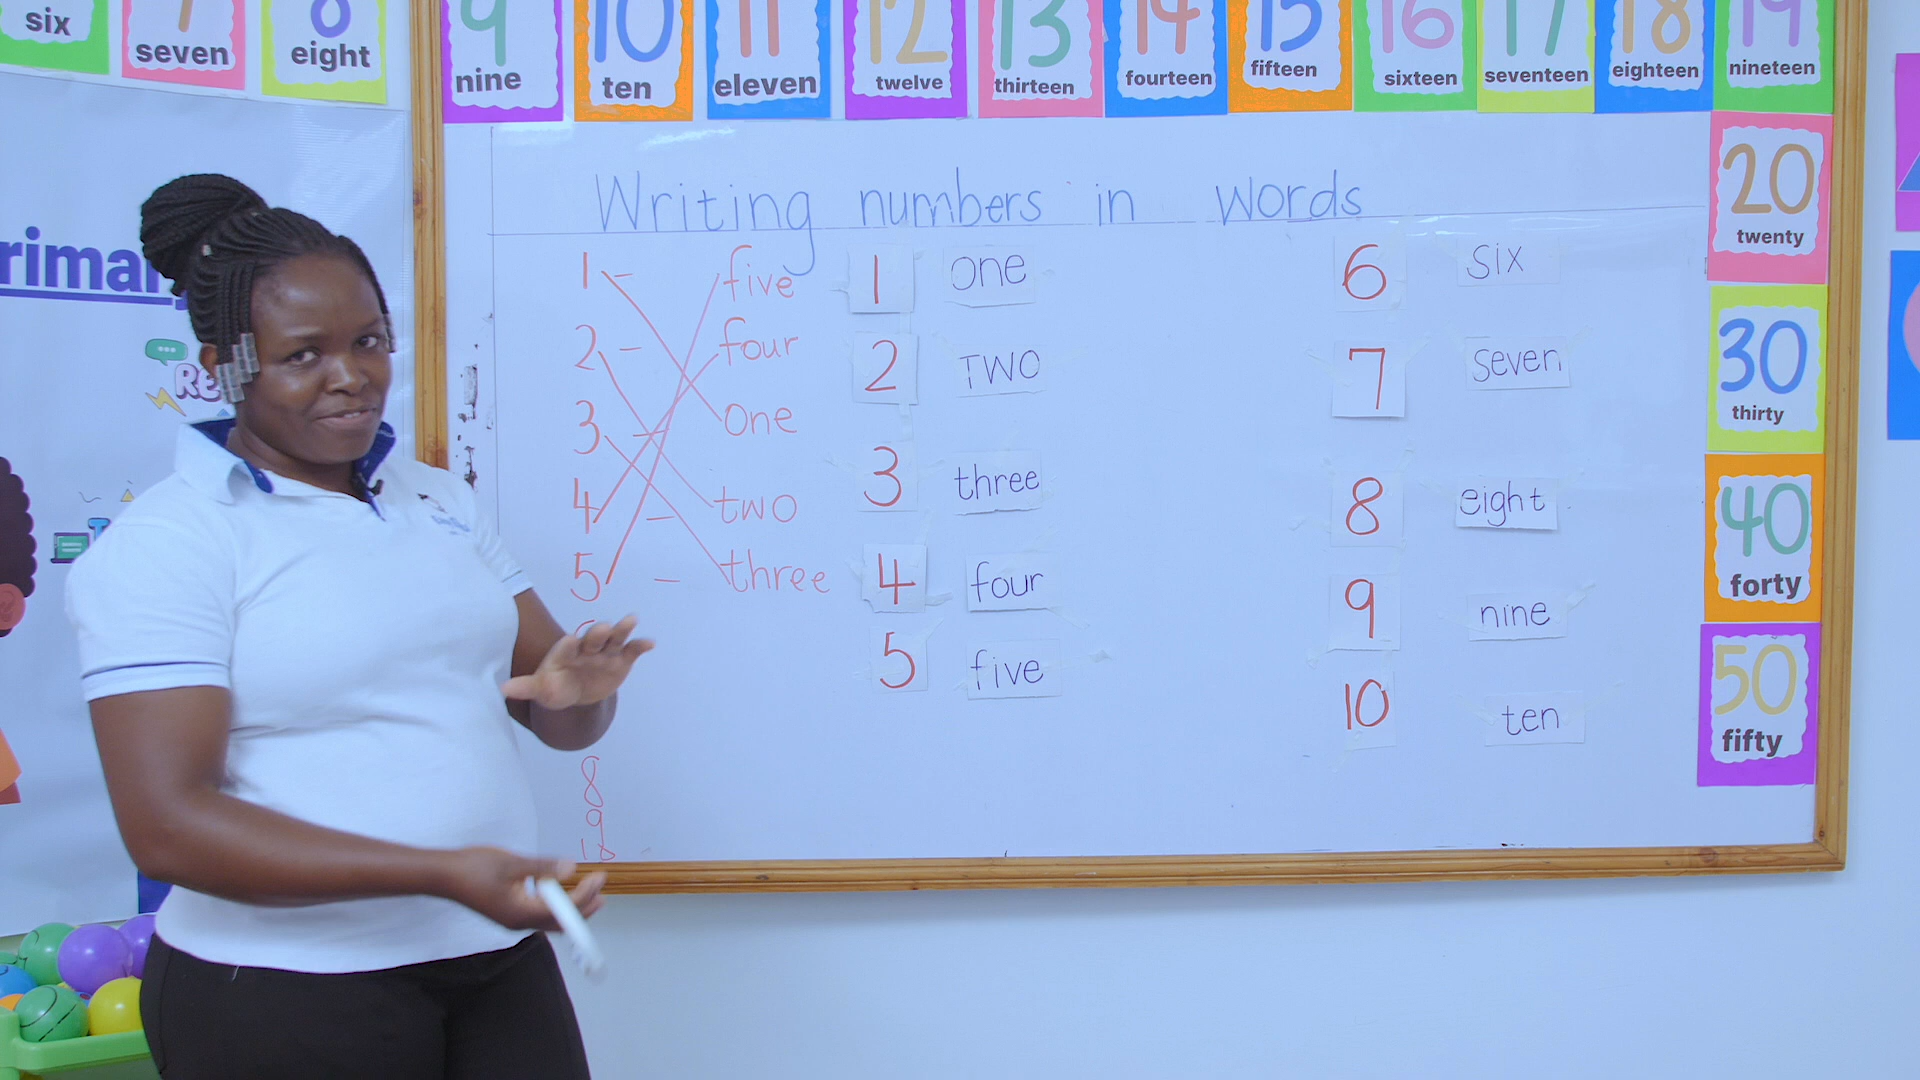 six
seven
8 eight
9 nine
10 ten
11 eleven
12 twelve
13 thirteen
14 fourteen
15 fifteen
16 sixteen
17 seventeen
18 eighteen
19 nineteen
20 twenty
30 thirty
40 forty
50 fifty
Writing numbers in words
1 - five
2 - four
3 - one
4 - two
5 - three
8
9
10
1 one
2 TWO
3 three
4 four
5 five
6 six
7 seven
8 eight
9 nine
10 ten